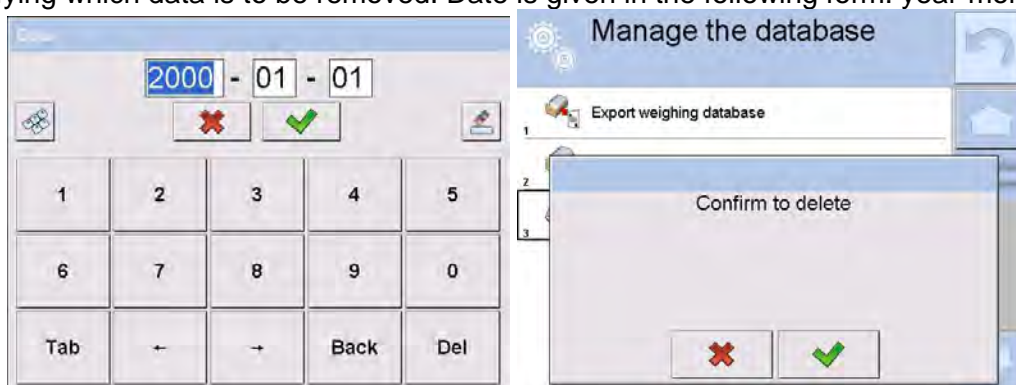 ying which data is to be removed. Date is given in the following form: year-mon
2000 - 01 - 01
1 2 3 4 5
6 7 8 9 0
Tab ← → Back Del
Manage the database
1 Export weighing database
2
3
Confirm to delete